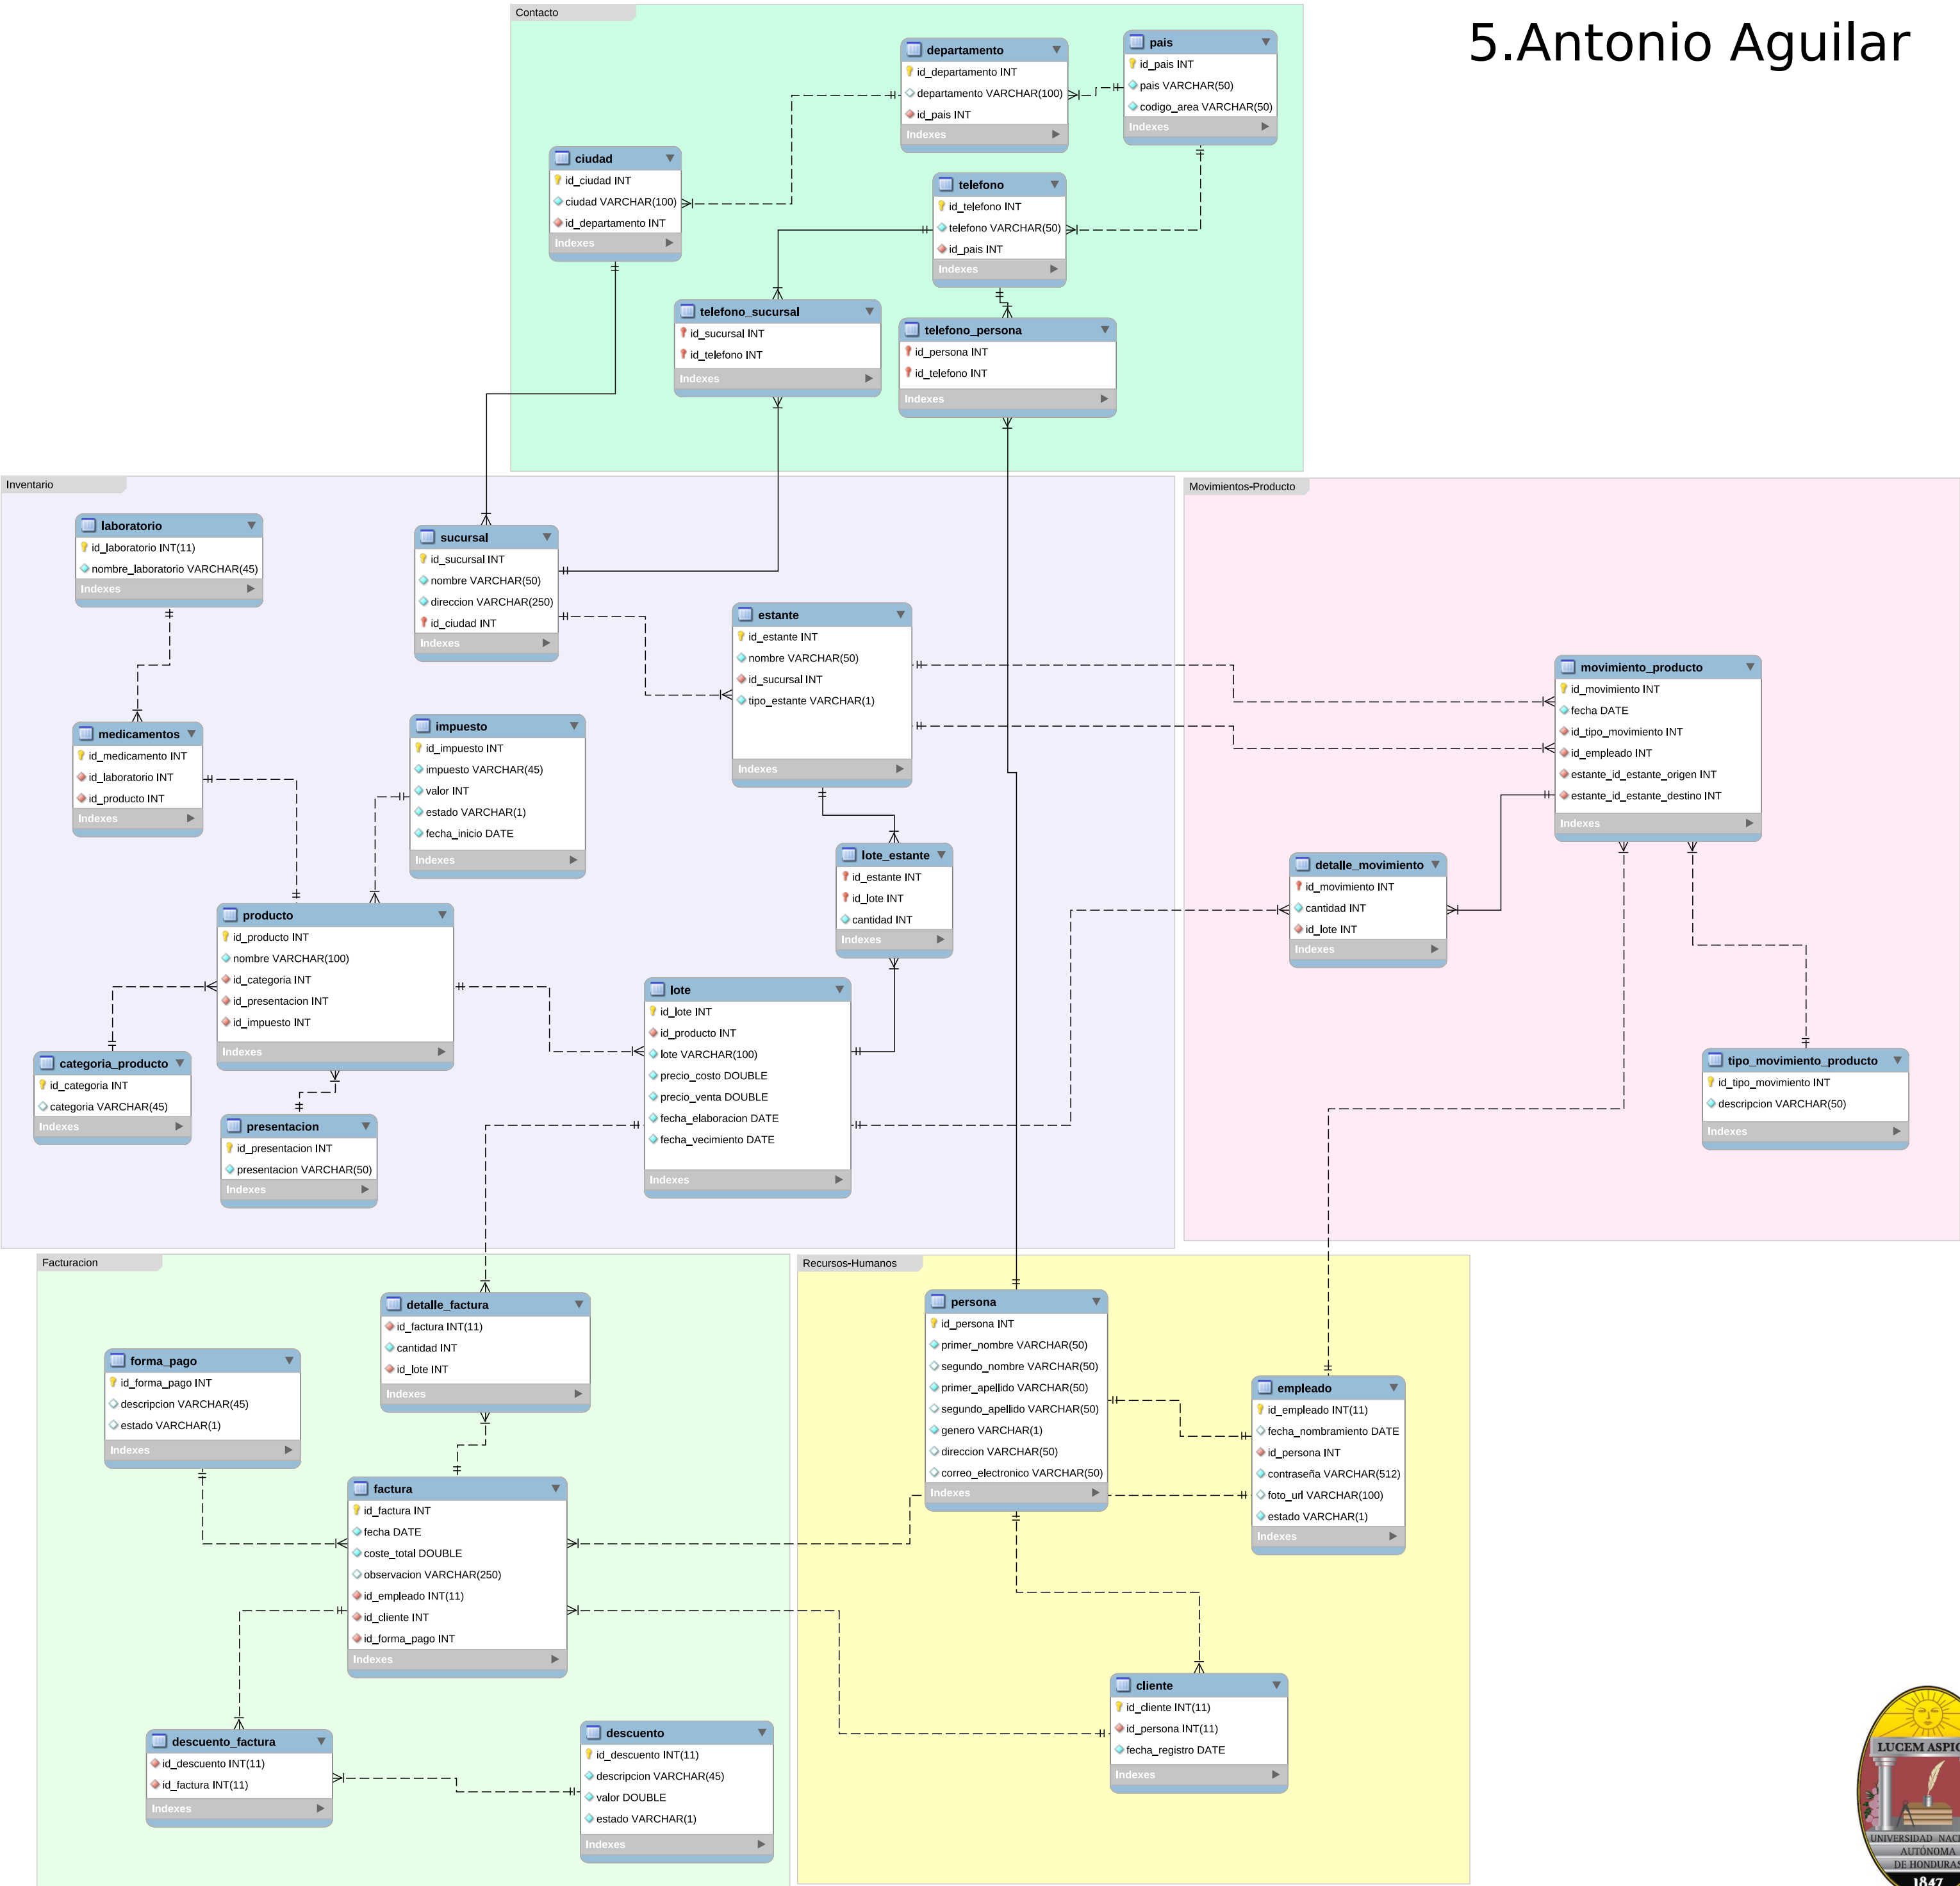 5.Antonio Aguilar
Contacto
departamento
id_departamento INT
departamento VARCHAR(100)
id_pais INT
Indexes
pais
id_pais INT
pais VARCHAR(50)
codigo_area VARCHAR(50)
Indexes
ciudad
id_ciudad INT
ciudad VARCHAR(100)
id_departamento INT
Indexes
telefono
id_telefono INT
telefono VARCHAR(50)
id_pais INT
Indexes
telefono_sucursal
id_sucursal INT
id_telefono INT
Indexes
telefono_persona
id_persona INT
id_telefono INT
Indexes
Inventario
laboratorio
id_laboratorio INT(11)
nombre_laboratorio VARCHAR(45)
Indexes
sucursal
id_sucursal INT
nombre VARCHAR(50)
direccion VARCHAR(250)
id_ciudad INT
Indexes
estante
id_estante INT
nombre VARCHAR(50)
id_sucursal INT
tipo_estante VARCHAR(1)
Indexes
medicamentos
id_medicamento INT
id_laboratorio INT
id_producto INT
Indexes
impuesto
id_impuesto INT
impuesto VARCHAR(45)
valor INT
estado VARCHAR(1)
fecha_inicio DATE
Indexes
lote_estante
id_estante INT
id_lote INT
cantidad INT
Indexes
producto
id_producto INT
nombre VARCHAR(100)
id_categoria INT
id_presentacion INT
id_impuesto INT
Indexes
lote
id_lote INT
id_producto INT
lote VARCHAR(100)
precio_costo DOUBLE
precio_venta DOUBLE
fecha_elaboracion DATE
fecha_vecimiento DATE
Indexes
categoria_producto
id_categoria INT
categoria VARCHAR(45)
Indexes
presentacion
id_presentacion INT
presentacion VARCHAR(50)
Indexes
Movimientos-Producto
movimiento_producto
id_movimiento INT
fecha DATE
id_tipo_movimiento INT
id_empleado INT
estante_id_estante_origen INT
estante_id_estante_destino INT
Indexes
detalle_movimiento
id_movimiento INT
cantidad INT
id_lote INT
Indexes
tipo_movimiento_producto
id_tipo_movimiento INT
descripcion VARCHAR(50)
Indexes
Facturacion
detalle_factura
id_factura INT(11)
cantidad INT
id_lote INT
Indexes
forma_pago
id_forma_pago INT
descripcion VARCHAR(45)
estado VARCHAR(1)
Indexes
factura
id_factura INT
fecha DATE
coste_total DOUBLE
observacion VARCHAR(250)
id_empleado INT(11)
id_cliente INT
id_forma_pago INT
Indexes
descuento_factura
id_descuento INT(11)
id_factura INT(11)
Indexes
descuento
id_descuento INT(11)
descripcion VARCHAR(45)
valor DOUBLE
estado VARCHAR(1)
Indexes
Recursos-Humanos
persona
id_persona INT
primer_nombre VARCHAR(50)
segundo_nombre VARCHAR(50)
primer_apellido VARCHAR(50)
segundo_apellido VARCHAR(50)
genero VARCHAR(1)
direccion VARCHAR(50)
correo_electronico VARCHAR(50)
Indexes
empleado
id_empleado INT(11)
fecha_nombramiento DATE
id_persona INT
contraseña VARCHAR(512)
foto_url VARCHAR(100)
estado VARCHAR(1)
Indexes
cliente
id_cliente INT(11)
id_persona INT(11)
fecha_registro DATE
Indexes
LUCEM ASPIC
UNIVERSIDAD NACI
AUTÓNOMA
DE HONDURAS
1847